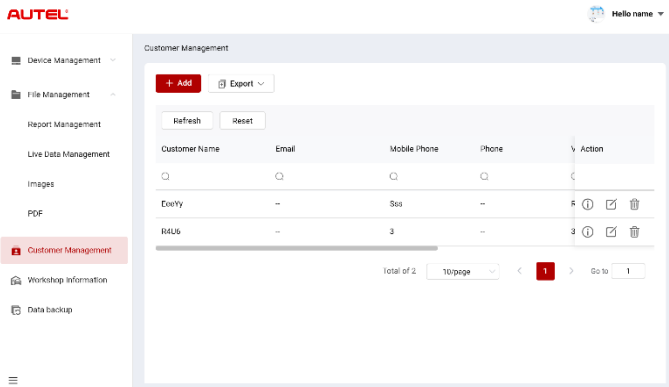 AUTEL
Hello name
Device Management
File Management
Report Management
Live Data Management
Images
PDF
Customer Management
Workshop Information
Data backup
Customer Management
+ Add
Export
Refresh Reset
Customer Name Email Mobile Phone Phone V Action
EeeYy -- Sss -- R
R4U6 -- 3 -- 3
Total of 2 10/page < 1 > Go to 1